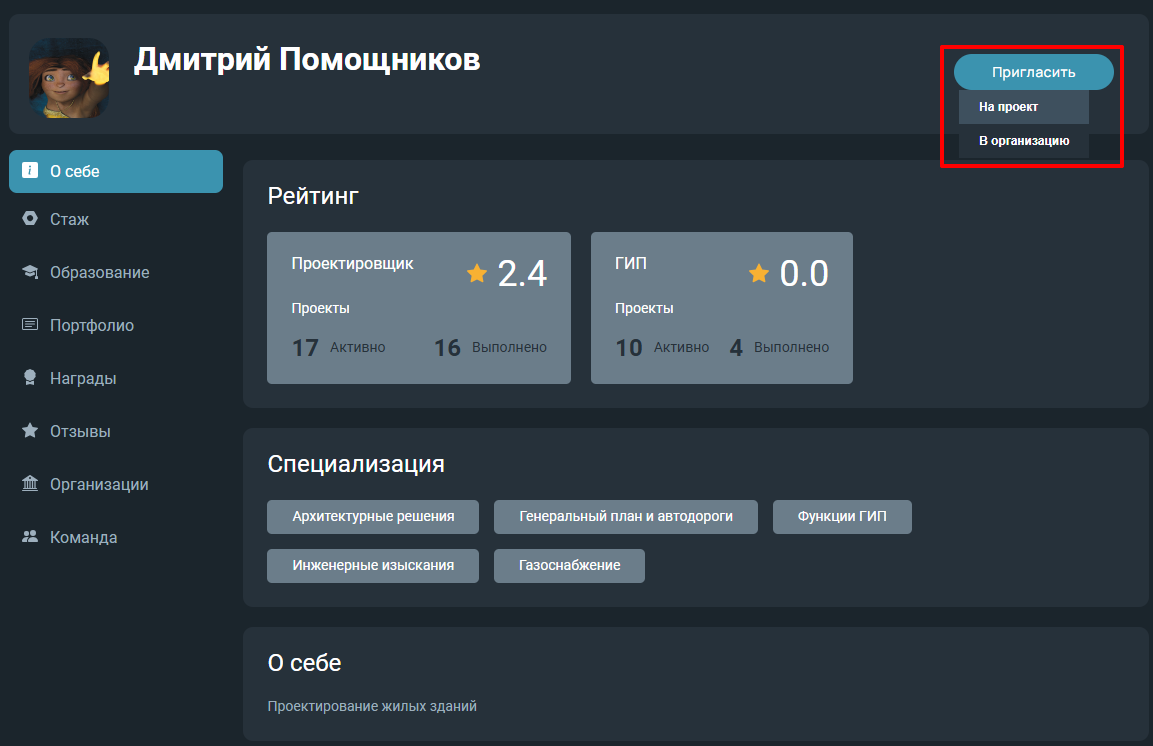 Дмитрий Помощников
Пригласить
На проект
В организацию
О себе
Стаж
Образование
Портфолио
Награды
Отзывы
Организации
Команда
Рейтинг
Проектировщик 2.4
Проекты
17 Активно 16 Выполнено
ГИП 0.0
Проекты
10 Активно 4 Выполнено
Специализация
Архитектурные решения Генеральный план и автодороги Функции ГИП
Инженерные изыскания Газоснабжение
О себе
Проектирование жилых зданий